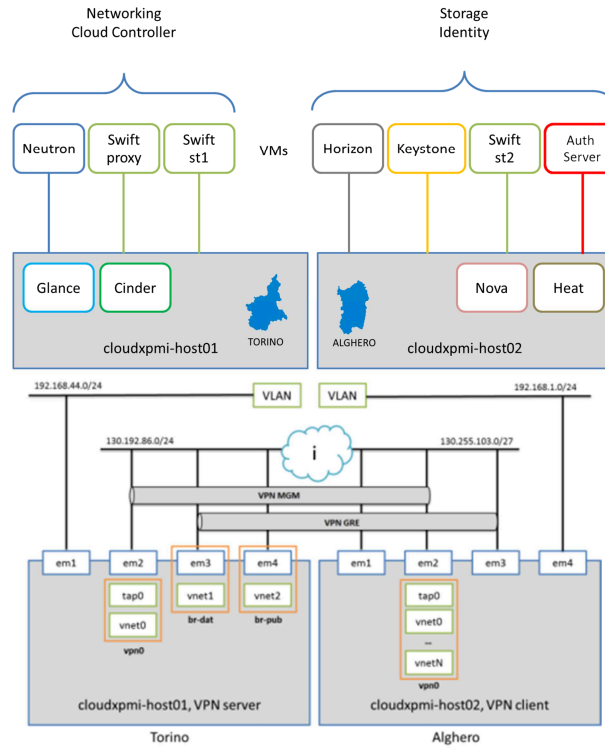 Networking
Cloud Controller
Storage
Identity
Neutron
Swift
proxy
Swift
st1
VMs
Horizon
Keystone
Swift
st2
Auth
Server
Glance
Cinder
TORINO
cloudxpmi-host01
ALGHERO
Nova
Heat
cloudxpmi-host02
192.168.44.0/24
VLAN
VLAN
192.168.1.0/24
130.192.86.0/24
i
130.255.103.0/27
VPN MGM
VPN GRE
em1
em2
em3
em4
em1
em2
em3
em4
tap0
vnet0
vpn0
vnet1
br-dat
vnet2
br-pub
tap0
vnet0
...
vnetN
vpn0
cloudxpmi-host01, VPN server
cloudxpmi-host02, VPN client
Torino
Alghero